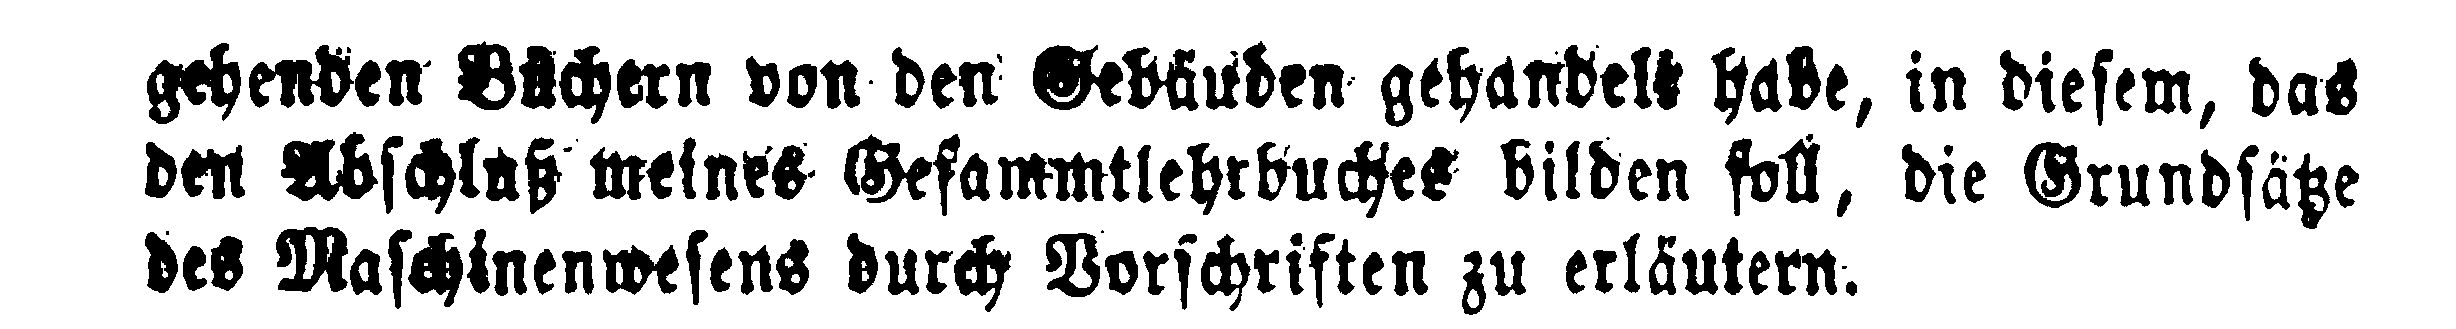 gehenden Büchern von den Gebäuden gehandelt habe, in diesem, das
den Abschluß meines Gesammtlehrbuches bilden soll, die Grundsätze
des Maschinenwesens durch Vorschriften zu erläutern.